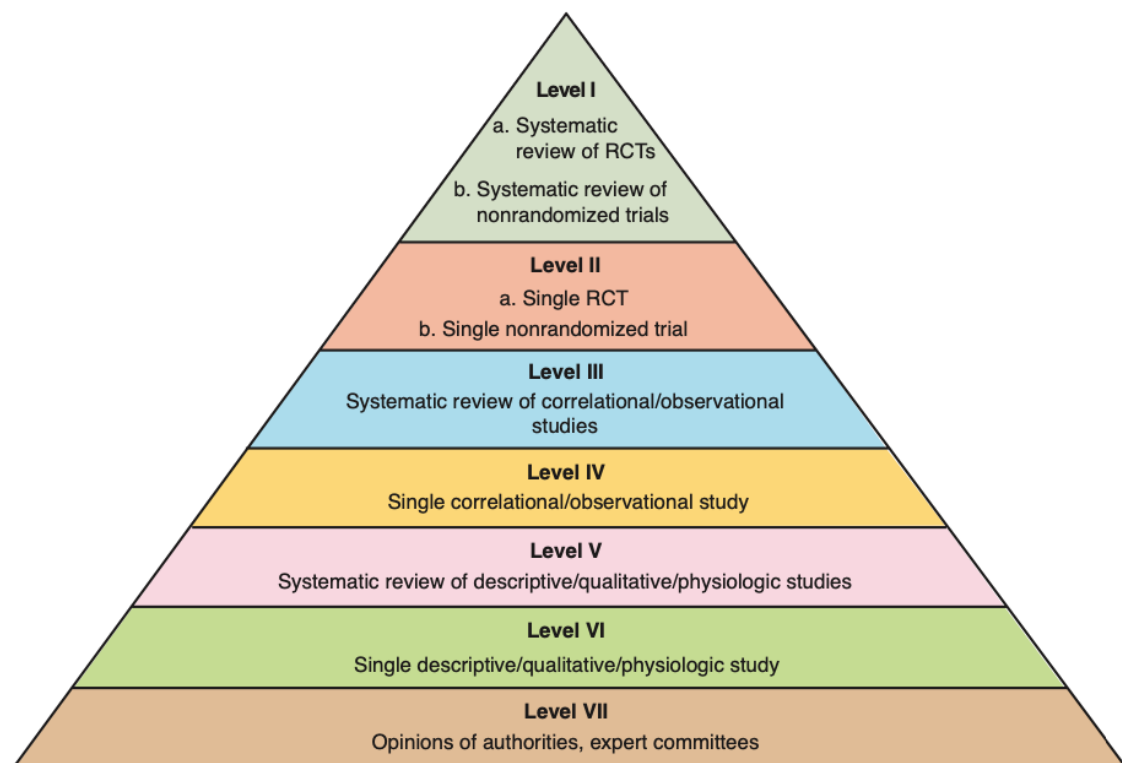 Level I
a. Systematic
review of RCTs
b. Systematic review of
nonrandomized trials
Level II
a. Single RCT
b. Single nonrandomized trial
Level III
Systematic review of correlational/observational
studies
Level IV
Single correlational/observational study
Level V
Systematic review of descriptive/qualitative/physiologic studies
Level VI
Single descriptive/qualitative/physiologic study
Level VII
Opinions of authorities, expert committees